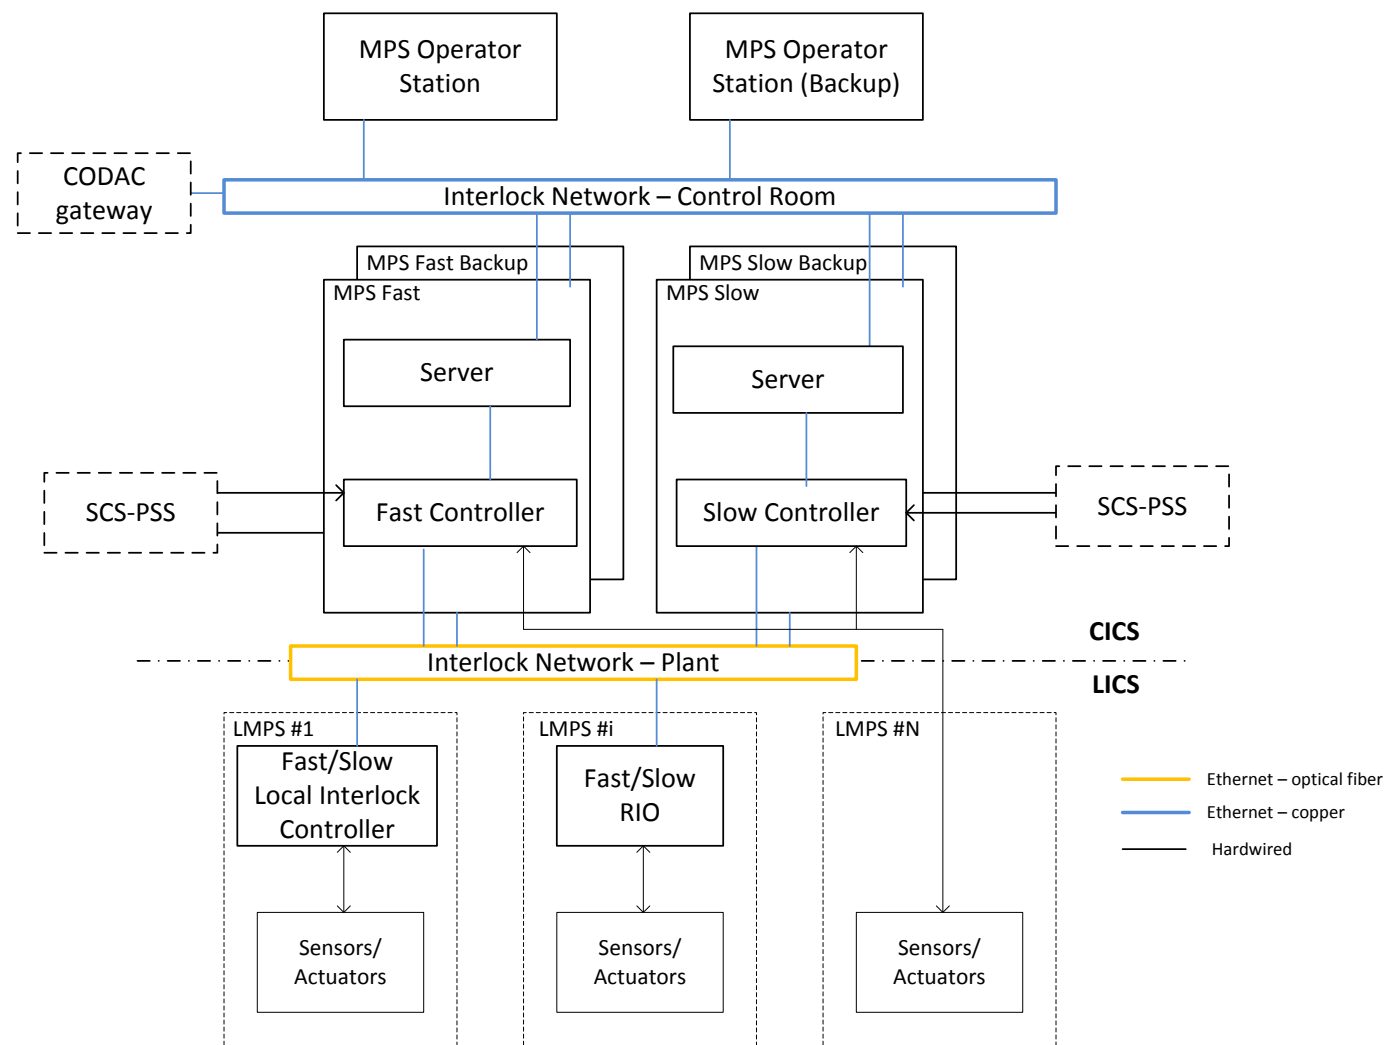 MPS Operator
Station
MPS Operator
Station (Backup)
CODAC
gateway
Interlock Network – Control Room
MPS Fast Backup
MPS Fast
MPS Slow Backup
MPS Slow
Server
Server
SCS-PSS
Fast Controller
Slow Controller
SCS-PSS
CICS
Interlock Network – Plant
LICS
LMPS #1
Fast/Slow
Local Interlock
Controller
LMPS #i
Fast/Slow
RIO
LMPS #N
Ethernet – optical fiber
Ethernet – copper
Hardwired
Sensors/
Actuators
Sensors/
Actuators
Sensors/
Actuators